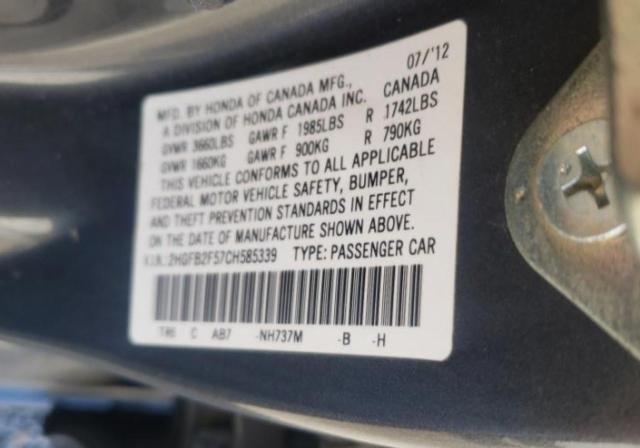 07/'12
MFD. BY HONDA OF CANADA MFG., CANADA
A DIVISION OF HONDA CANADA INC.
GVWR 3660LBS GAWR F 1985LBS R 1742LBS
GVWR 1660KG GAWR F 900KG R 790KG
THIS VEHICLE CONFORMS TO ALL APPLICABLE
FEDERAL MOTOR VEHICLE SAFETY, BUMPER,
AND THEFT PREVENTION STANDARDS IN EFFECT
ON THE DATE OF MANUFACTURE SHOWN ABOVE.
V.I.N.:2HGFB2F57CH585339 TYPE: PASSENGER CAR
TR6 C AB7 -NH737M -B -H